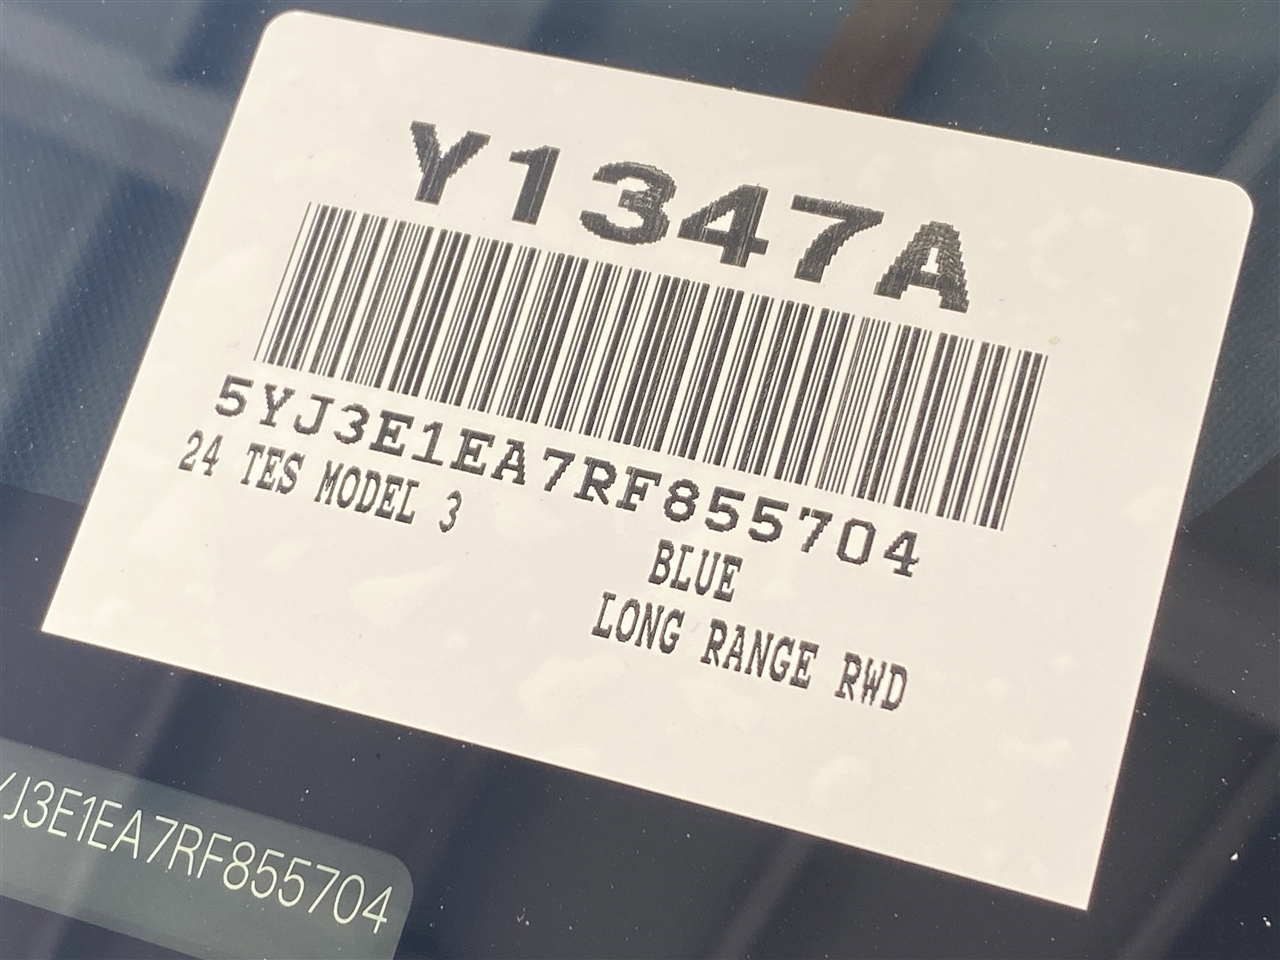 Y1347A
5YJ3E1EA7RF855704
24 TES MODEL 3
BLUE
LONG RANGE RWD
YJ3E1EA7RF855704